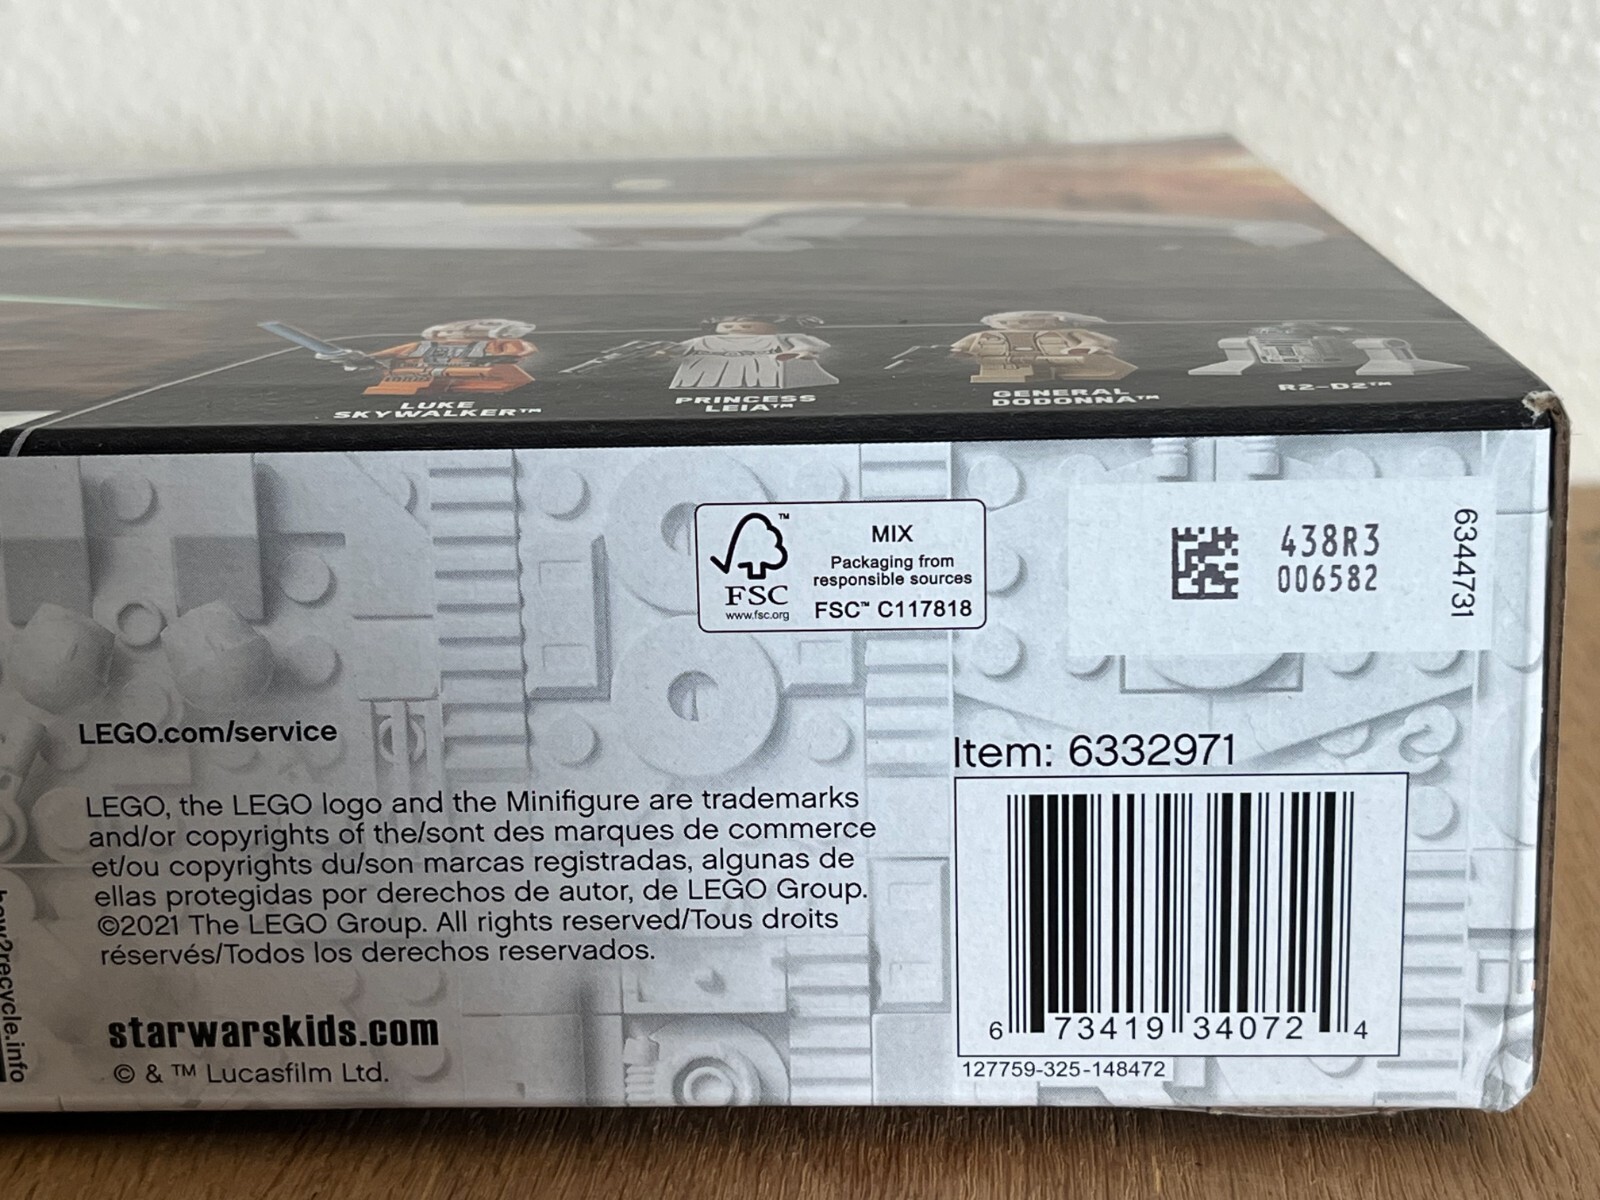 LUKE
SKYWALKER™
PRINCESS
LEIA™
GENERAL
DODONNA™
R2-D2™
™
FSC
www.fsc.org
MIX
Packaging from
responsible sources
FSC™ C117818
438R3
006582
6344731
LEGO.com/service
LEGO, the LEGO logo and the Minifigure are trademarks
and/or copyrights of the/sont des marques de commerce
et/ou copyrights du/son marcas registradas, algunas de
ellas protegidas por derechos de autor, de LEGO Group.
©2021 The LEGO Group. All rights reserved/Tous droits
réservés/Todos los derechos reservados.
starwarskids.com
© & ™ Lucasfilm Ltd.
how2recycle.info
Item: 6332971
6 73419 34072 4
127759-325-148472